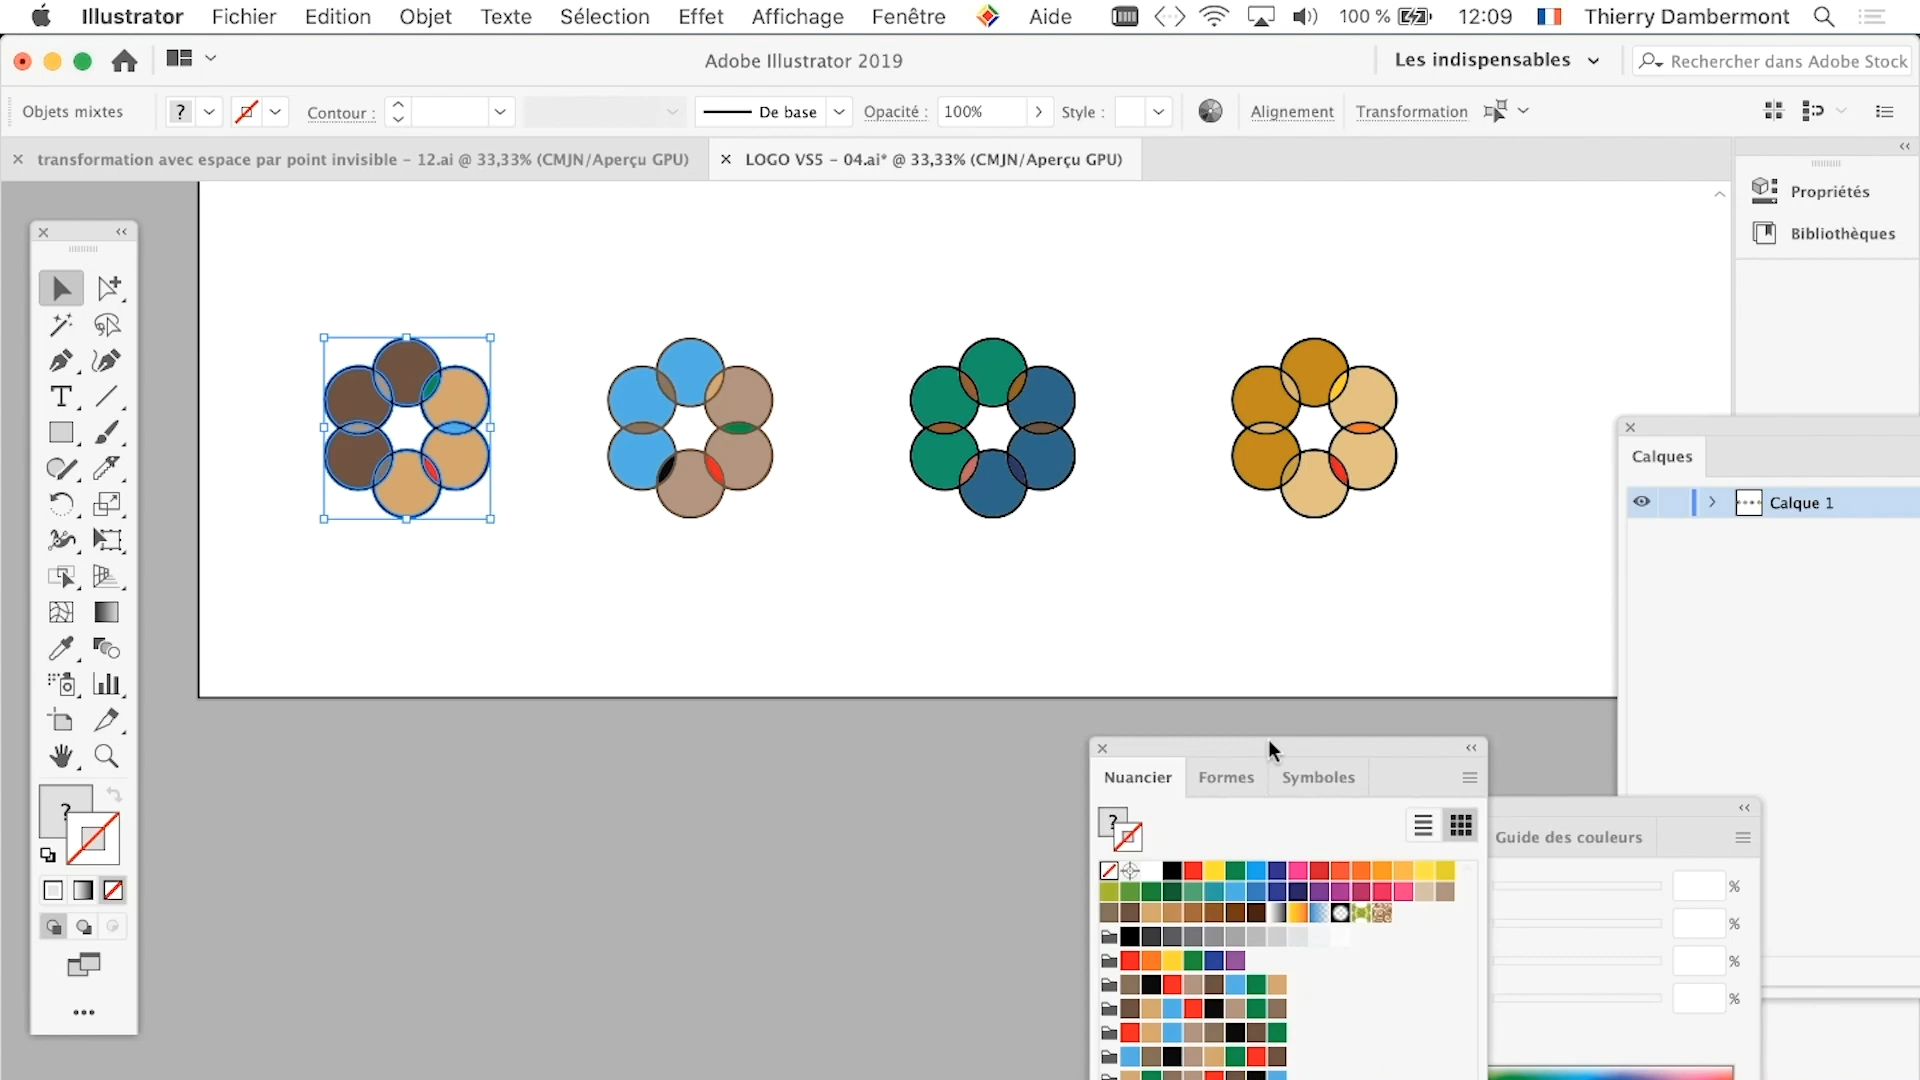 Illustrator Fichier Edition Objet Texte Sélection Effet Affichage Fenêtre Aide 100 % 12:09 Thierry Dambermont
Adobe Illustrator 2019 Les indispensables Rechercher dans Adobe Stock
Objets mixtes ? Contour : De base Opacité : 100% Style : Alignement Transformation
transformation avec espace par point invisible – 12.ai @ 33,33% (CMJN/Aperçu GPU) LOGO VS5 – 04.ai* @ 33,33% (CMJN/Aperçu GPU)
Propriétés
Bibliothèques
Calques
Calque 1
Nuancier Formes Symboles
?
?
Guide des couleurs
%
%
%
%